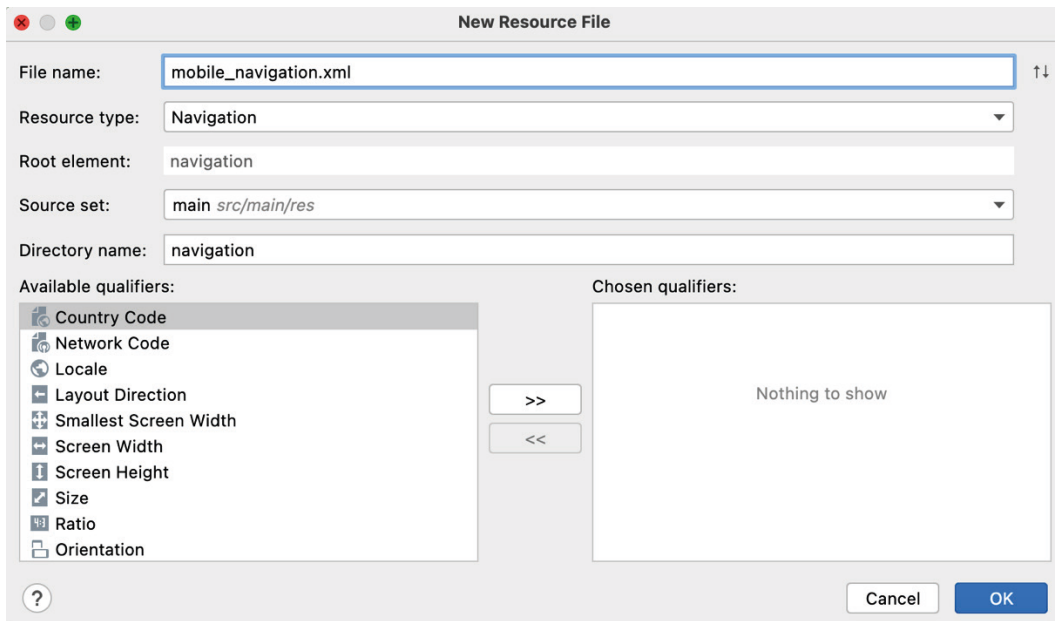 New Resource File
File name: mobile_navigation.xml
Resource type: Navigation
Root element: navigation
Source set: main src/main/res
Directory name: navigation
Available qualifiers:
Chosen qualifiers:
Country Code
Network Code
Locale
Layout Direction
Smallest Screen Width
Screen Width
Screen Height
Size
Ratio
Orientation
>>
<<
Nothing to show
?
Cancel
OK